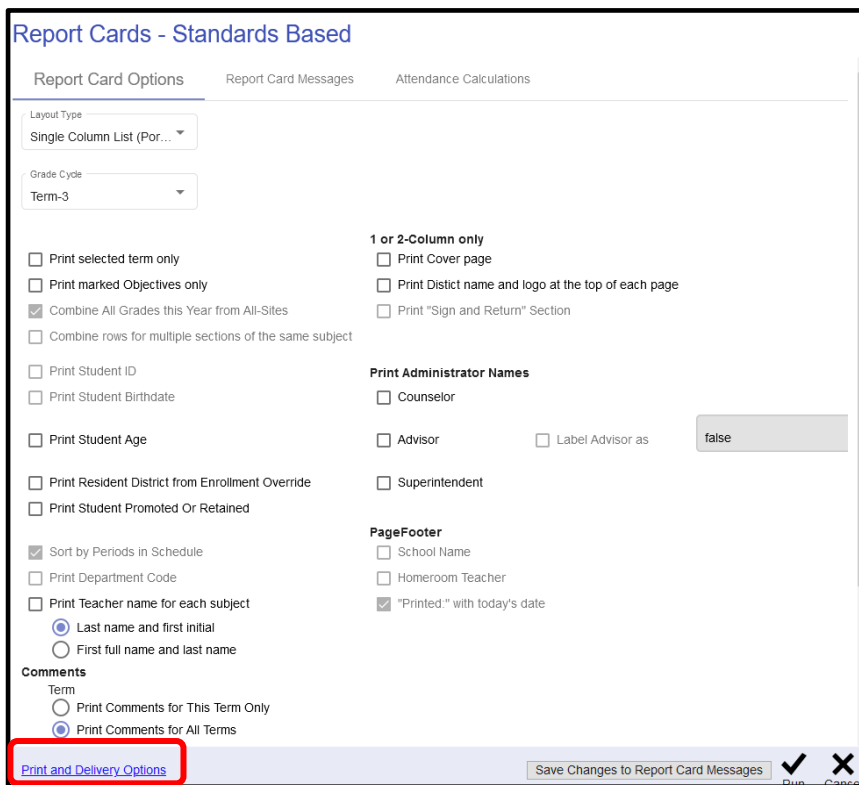 Report Cards - Standards Based
Report Card Options
Report Card Messages
Attendance Calculations
Layout Type
Single Column List (Por...
Grade Cycle
Term-3
1 or 2-Column only
Print selected term only
Print Cover page
Print marked Objectives only
Print Distict name and logo at the top of each page
Combine All Grades this Year from All-Sites
Print "Sign and Return" Section
Combine rows for multiple sections of the same subject
Print Student ID
Print Administrator Names
Print Student Birthdate
Counselor
Print Student Age
Advisor
Label Advisor as
false
Print Resident District from Enrollment Override
Superintendent
Print Student Promoted Or Retained
PageFooter
Sort by Periods in Schedule
School Name
Print Department Code
Homeroom Teacher
Print Teacher name for each subject
"Printed:" with today's date
Last name and first initial
First full name and last name
Comments
Term
Print Comments for This Term Only
Print Comments for All Terms
Print and Delivery Options
Save Changes to Report Card Messages
Run
Cancel